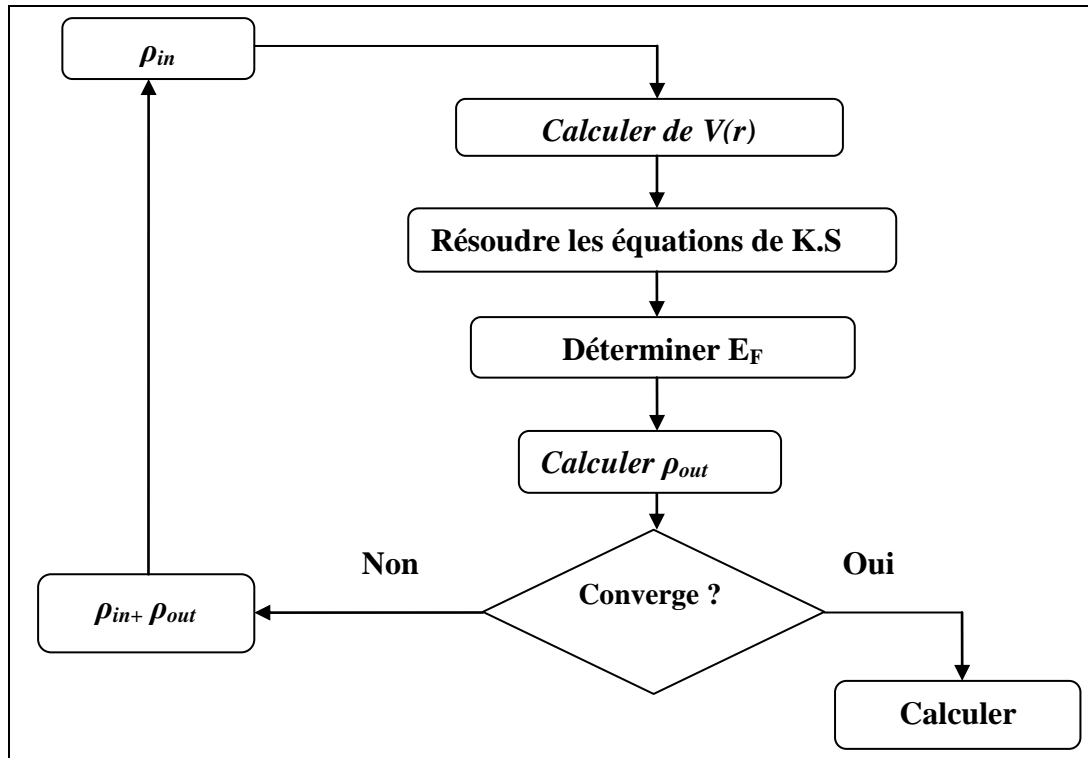 ρin
Calculer de V(r)
Résoudre les équations de K.S
Déterminer EF
Calculer ρout
Non
Oui
Converge ?
ρin+ ρout
Calculer